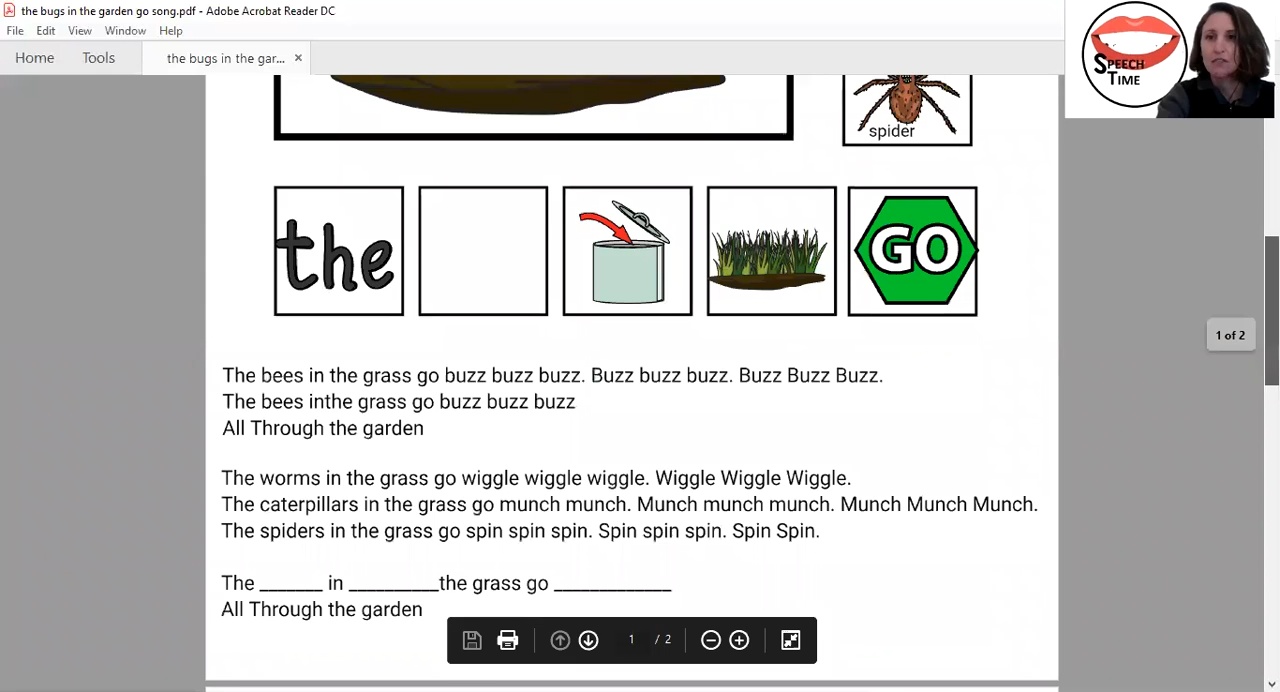 the bugs in the garden go song.pdf - Adobe Acrobat Reader DC
File Edit View Window Help
Home Tools the bugs in the gar... ×
SPEECH
TIME
spider
the GO
1 of 2
The bees in the grass go buzz buzz buzz. Buzz buzz buzz. Buzz Buzz Buzz.
The bees inthe grass go buzz buzz buzz
All Through the garden
The worms in the grass go wiggle wiggle wiggle. Wiggle Wiggle Wiggle.
The caterpillars in the grass go munch munch. Munch munch munch. Munch Munch Munch.
The spiders in the grass go spin spin spin. Spin spin spin. Spin Spin.
The _______ in __________the grass go _____________
All Through the garden
1 / 2